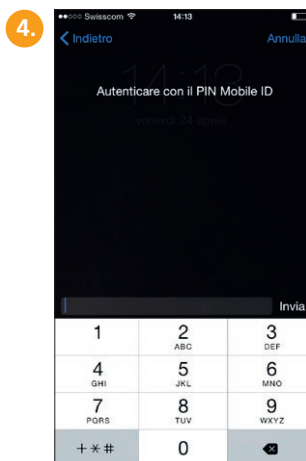 4.
Swisscom 14:13
Indietro Annulla
14:13
Autenticare con il PIN Mobile ID
venerdì 24 aprile
Invia
1 2 3
ABC DEF
4 5 6
GHI JKL MNO
7 8 9
PQRS TUV WXYZ
+*# 0